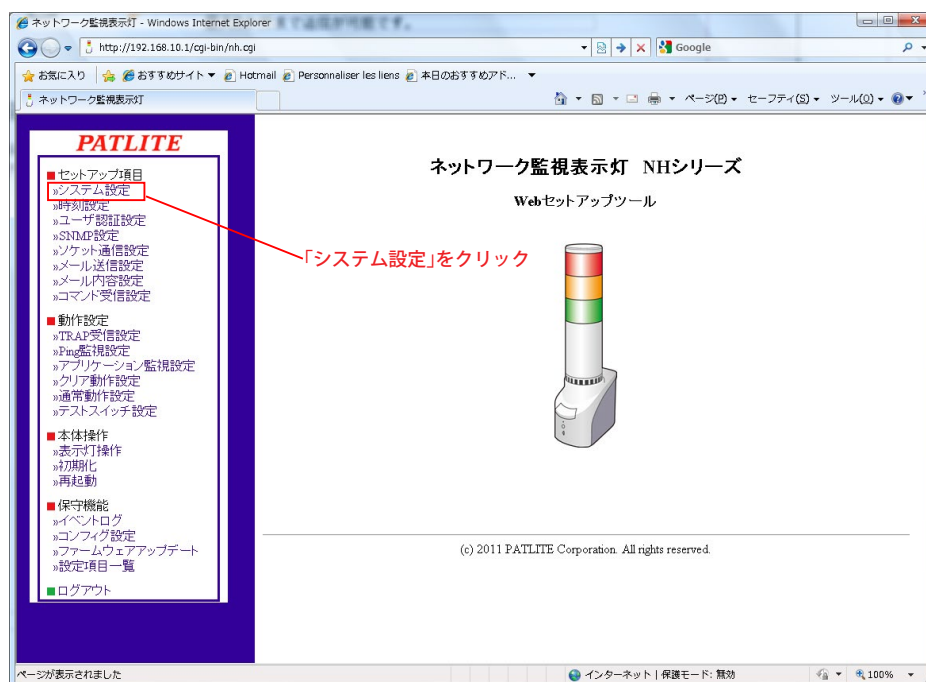 ネットワーク監視表示灯 - Windows Internet Explorer
http://192.168.10.1/cgi-bin/nh.cgi
Google
お気に入り おすすめサイト Hotmail Personnaliser les liens 本日のおすすめアド...
ネットワーク監視表示灯
ページ(P) セーフティ(S) ツール(O)
PATLITE
■セットアップ項目
»システム設定
»時刻設定
»ユーザ認証設定
»SNMP設定
»ソケット通信設定
»メール送信設定
»メール内容設定
»コマンド受信設定
■動作設定
»TRAP受信設定
»Ping監視設定
»アプリケーション監視設定
»クリア動作設定
»通常動作設定
»テストスイッチ設定
■本体操作
»表示灯操作
»初期化
»再起動
■保守機能
»イベントログ
»コンフィグ設定
»ファームウェアアップデート
»設定項目一覧
■ログアウト
ネットワーク監視表示灯 NHシリーズ
Webセットアップツール
「システム設定」をクリック
(c) 2011 PATLITE Corporation. All rights reserved.
ページが表示されました
インターネット | 保護モード: 無効
100%